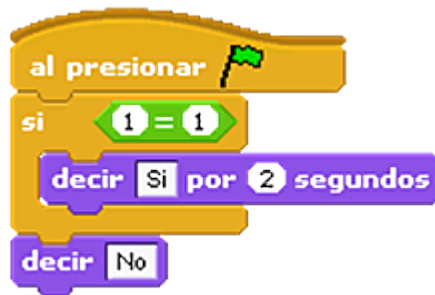 al presionar
si 1 = 1
decir Si por 2 segundos
decir No